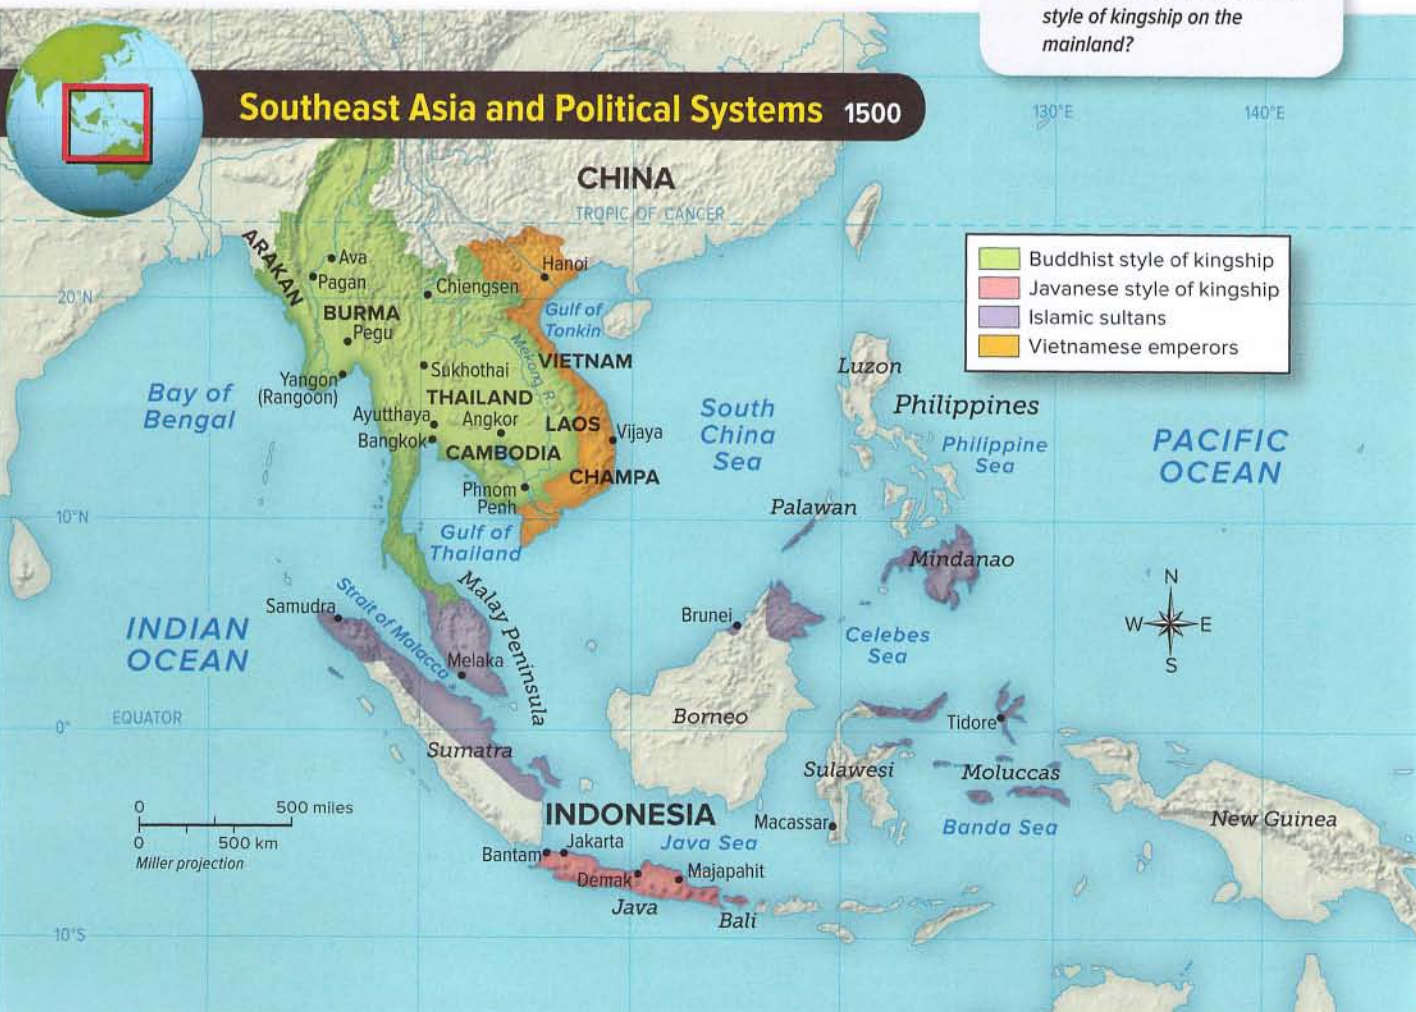 style of kingship on the
mainland?
Southeast Asia and Political Systems 1500
130°E
140°E
CHINA
TROPIC OF CANCER
Buddhist style of kingship
Javanese style of kingship
Islamic sultans
Vietnamese emperors
ARAKAN
Ava
Pagan
Hanoi
Chiengsen
20°N
BURMA
Pegu
Gulf of
Tonkin
Mekong R.
VIETNAM
Luzon
Sukhothai
Yangon
(Rangoon)
THAILAND
Bay of
Bengal
Ayutthaya
Angkor
LAOS
South
China
Sea
Philippines
Bangkok
Vijaya
CAMBODIA
Philippine
Sea
PACIFIC
OCEAN
CHAMPA
Phnom
Penh
Palawan
10°N
Gulf of
Thailand
Mindanao
Malay Peninsula
Strait of Malacca
Samudra
Brunei
N
W
E
S
INDIAN
OCEAN
Celebes
Sea
Melaka
EQUATOR
0°
Borneo
Tidore
Sumatra
Sulawesi
Moluccas
0
500 miles
0
500 km
Miller projection
INDONESIA
Macassar
Banda Sea
New Guinea
Jakarta
Java Sea
Bantam
Demak
Majapahit
Java
Bali
10°S